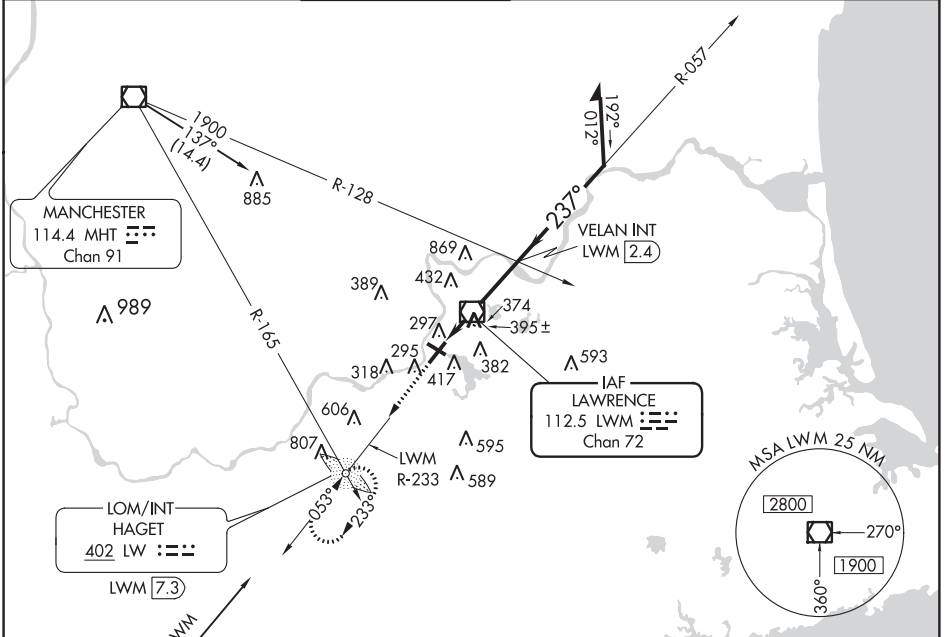 R-057
192°
012°
1900
137°
(14.4)
885
R-128
237°
MANCHESTER
114.4 MHT
Chan 91
VELAN INT
LWM 2.4
869
432
389
989
R-165
374
395±
297
295
318
417
382
593
IAF
LAWRENCE
112.5 LWM
Chan 72
606
807
595
589
LWM
R-233
MSA LWM 25 NM
2800
270°
1900
360°
LOM/INT
HAGET
402 LW
LWM 7.3
053°
233°
WM